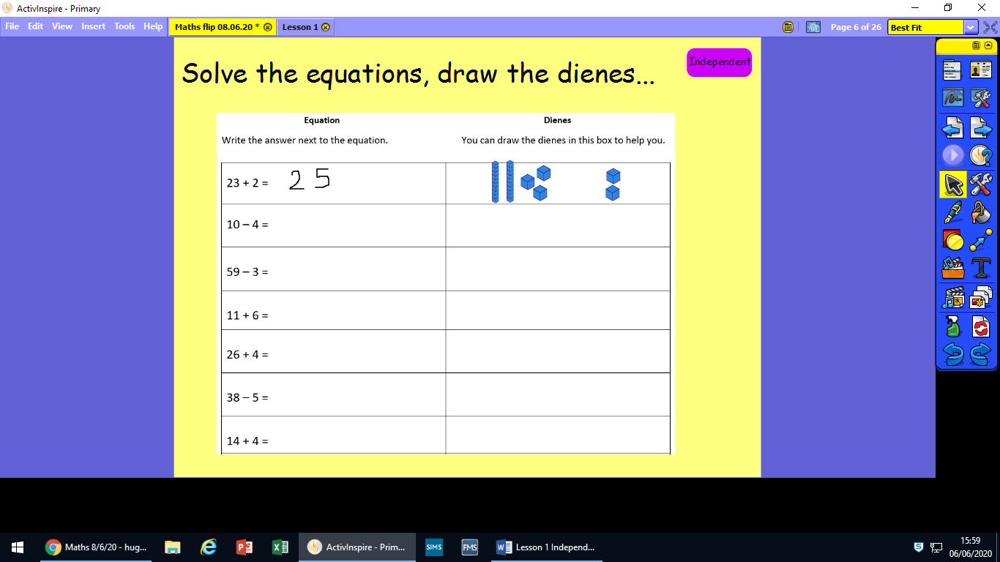 ActivInspire - Primary
File Edit View Insert Tools Help
Maths flip 08.06.20 *
Lesson 1
Page 6 of 26
Best Fit
Solve the equations, draw the dienes...
Independent
Equation
Dienes
Write the answer next to the equation.
You can draw the dienes in this box to help you.
23 + 2 = 25
10 – 4 =
59 – 3 =
11 + 6 =
26 + 4 =
38 – 5 =
14 + 4 =
Maths 8/6/20 - hug...
ActivInspire - Prim...
SIMS
FMS
Lesson 1 Independ...
15:59
06/06/2020